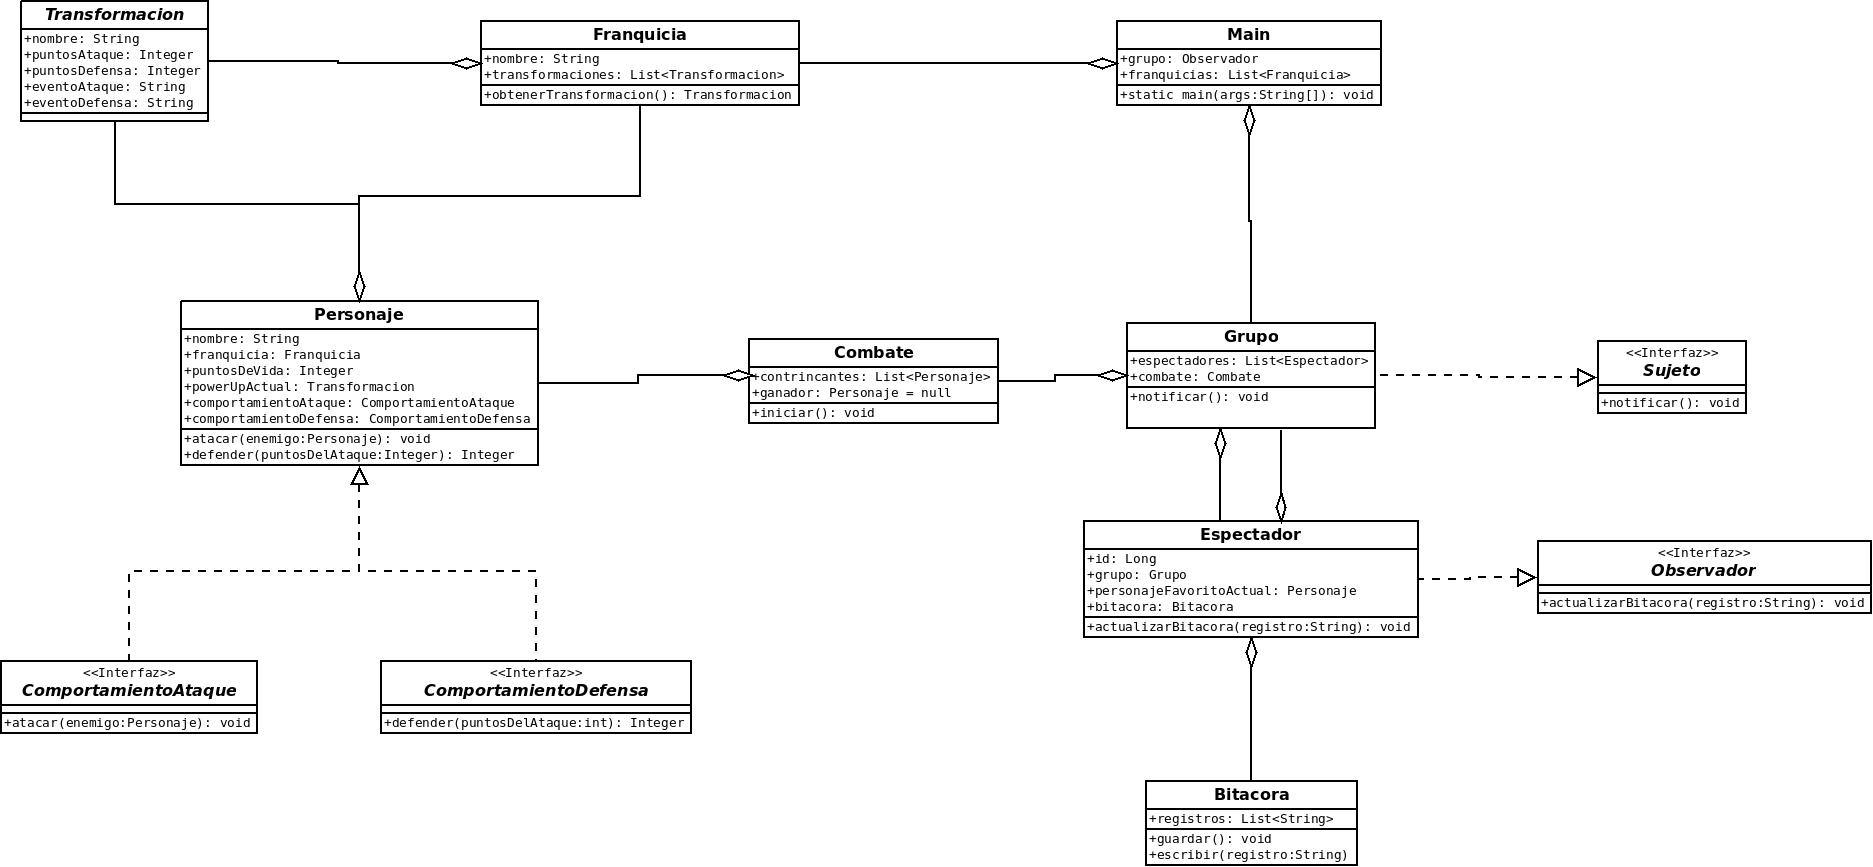 Transformacion
+nombre: String
+puntosAtaque: Integer
+puntosDefensa: Integer
+eventoAtaque: String
+eventoDefensa: String
Franquicia
+nombre: String
+transformaciones: List<Transformacion>
+obtenerTransformacion(): Transformacion
Main
+grupo: Observador
+franquicias: List<Franquicia>
+static main(args:String[]): void
Personaje
+nombre: String
+franquicia: Franquicia
+puntosDeVida: Integer
+powerUpActual: Transformacion
+comportamientoAtaque: ComportamientoAtaque
+comportamientoDefensa: ComportamientoDefensa
+atacar(enemigo:Personaje): void
+defender(puntosDelAtaque:Integer): Integer
Combate
+contrincantes: List<Personaje>
+ganador: Personaje = null
+iniciar(): void
Grupo
+espectadores: List<Espectador>
+combate: Combate
+notificar(): void
<<Interfaz>>
Sujeto
+notificar(): void
Espectador
+id: Long
+grupo: Grupo
+personajeFavoritoActual: Personaje
+bitacora: Bitacora
+actualizarBitacora(registro:String): void
<<Interfaz>>
Observador
+actualizarBitacora(registro:String): void
<<Interfaz>>
ComportamientoAtaque
+atacar(enemigo:Personaje): void
<<Interfaz>>
ComportamientoDefensa
+defender(puntosDelAtaque:int): Integer
Bitacora
+registros: List<String>
+guardar(): void
+escribir(registro:String)